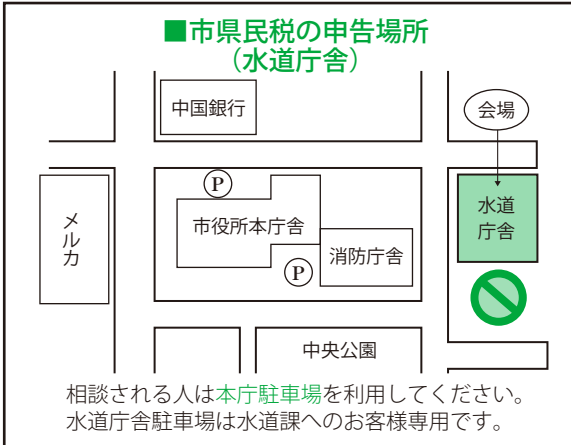 ■市県民税の申告場所
（水道庁舎）
中国銀行
会場
P
メルカ
市役所本庁舎
水道
庁舎
消防庁舎
P
中央公園
相談される人は本庁駐車場を利用してください。
水道庁舎駐車場は水道課へのお客様専用です。